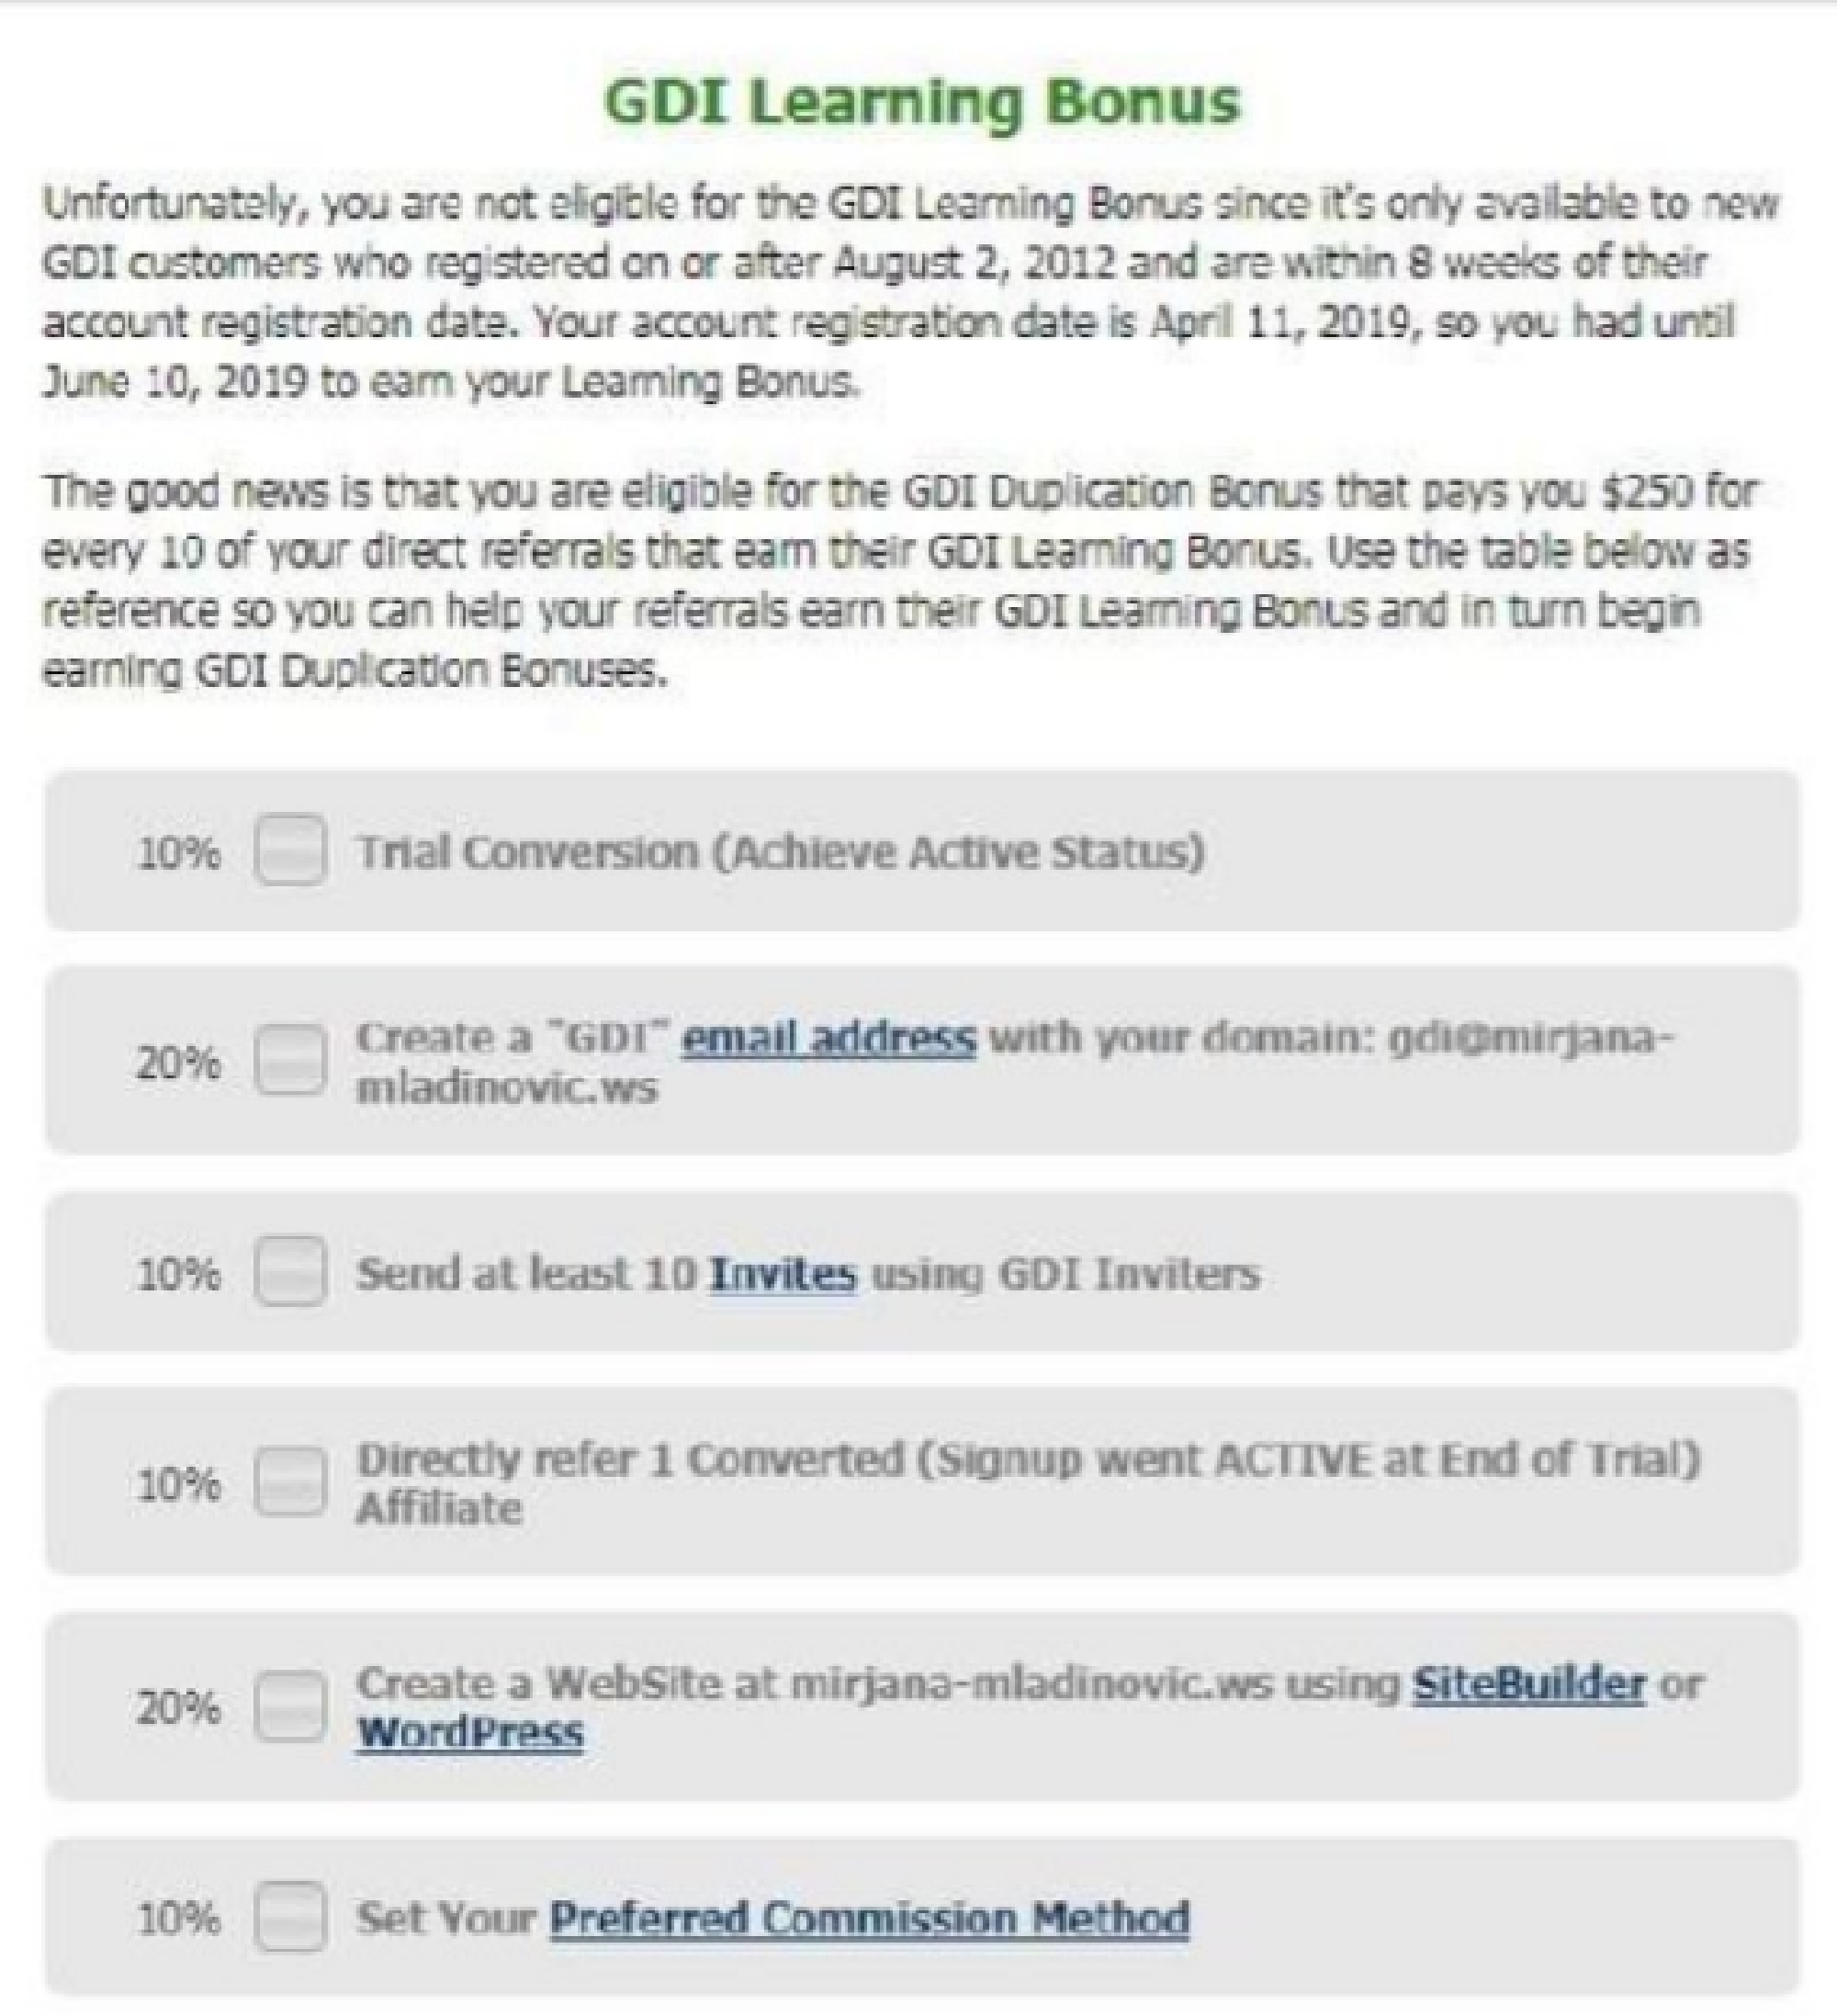 GDI Learning Bonus
Unfortunately, you are not eligible for the GDI Learning Bonus since it's only available to new
GDI customers who registered on or after August 2, 2012 and are within 8 weeks of their
account registration date. Your account registration date is April 11, 2019, so you had until
June 10, 2019 to earn your Learning Bonus.
The good news is that you are eligible for the GDI Duplication Bonus that pays you $250 for
every 10 of your direct referrals that earn their GDI Learning Bonus. Use the table below as
reference so you can help your referrals earn their GDI Learning Bonus and in turn begin
earning GDI Duplication Bonuses.
10% Trial Conversion (Achieve Active Status)
20% Create a "GDI" email address with your domain: gdi@mirjana-
mladinovic.ws
10% Send at least 10 Invites using GDI Inviters
10% Directly refer 1 Converted (Signup went ACTIVE at End of Trial)
Affiliate
20% Create a WebSite at mirjana-mladinovic.ws using SiteBuilder or
WordPress
10% Set Your Preferred Commission Method